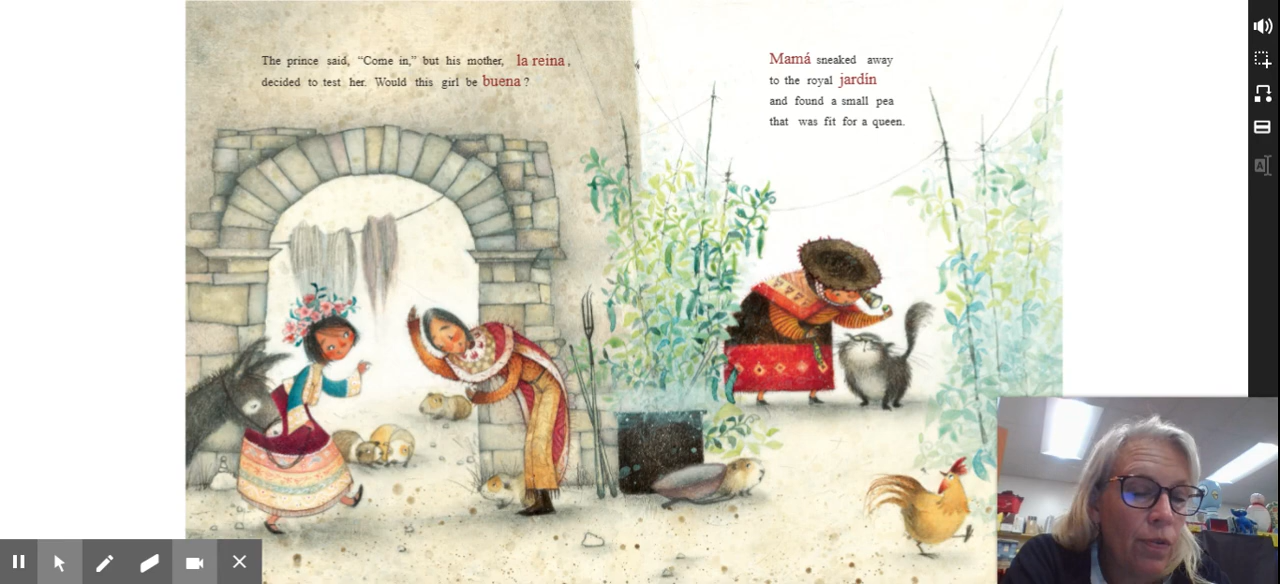 The prince said, “Come in,” but his mother, la reina,
decided to test her. Would this girl be buena?
Mamá sneaked away
to the royal jardín
and found a small pea
that was fit for a queen.